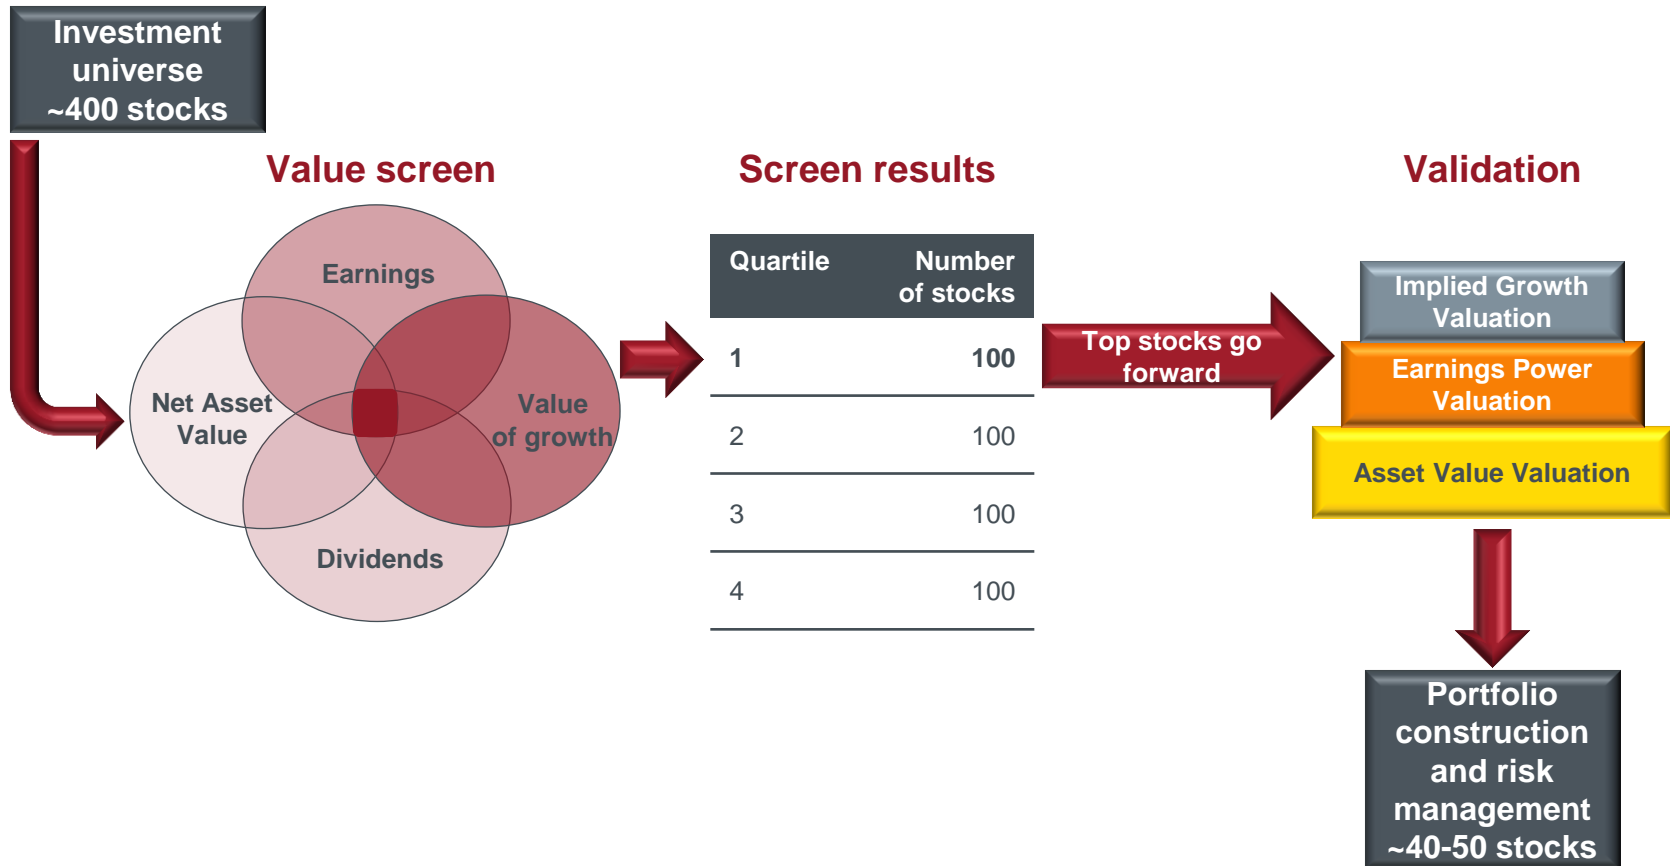 Investment
universe
~400 stocks
Value screen
Screen results
Validation
Earnings
Net Asset
Value
Value
of growth
Dividends
Quartile
Number
of stocks
1 100
2 100
3 100
4 100
Top stocks go
forward
Implied Growth
Valuation
Earnings Power
Valuation
Asset Value Valuation
Portfolio
construction
and risk
management
~40-50 stocks